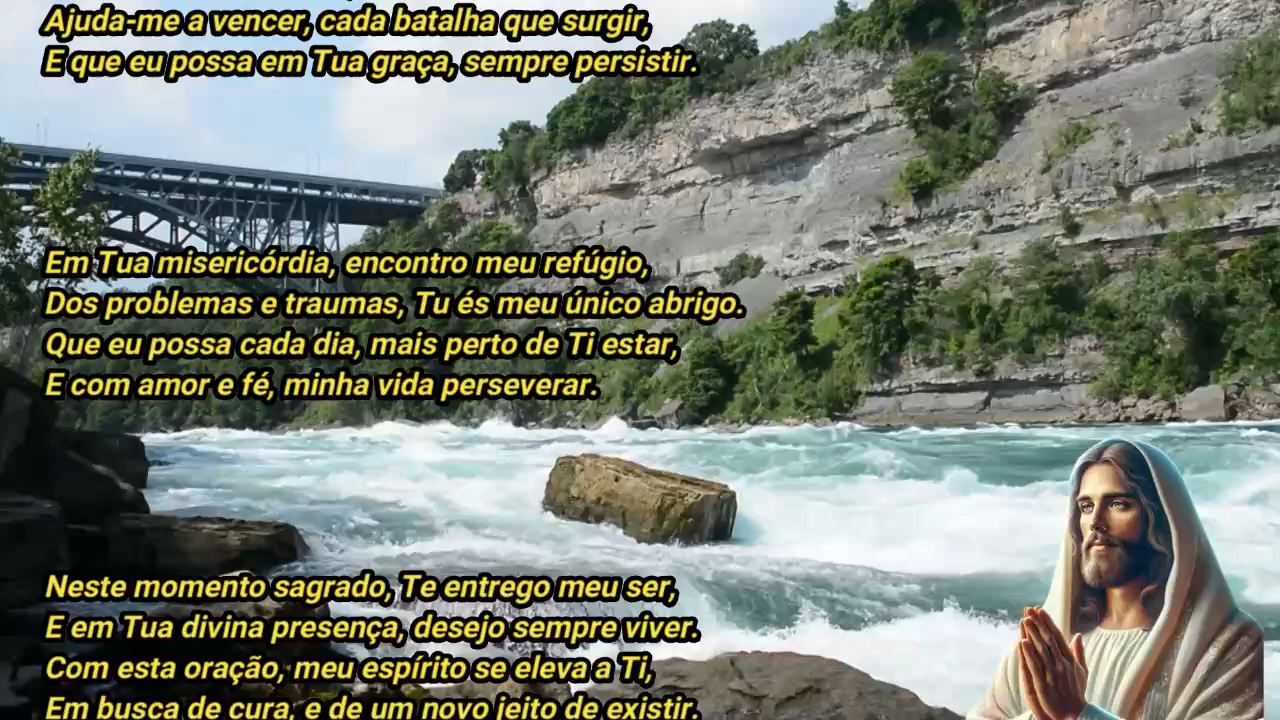 Ajuda-me a vencer, cada batalha que surgir,
E que eu possa em Tua graça, sempre persistir.
Em Tua misericórdia, encontro meu refúgio,
Dos problemas e traumas, Tu és meu único abrigo.
Que eu possa cada dia, mais perto de Ti estar,
E com amor e fé, minha vida perseverar.
Neste momento sagrado, Te entrego meu ser,
E em Tua divina presença, desejo sempre viver.
Com esta oração, meu espírito se eleva a Ti,
Em busca de cura, e de um novo jeito de existir.